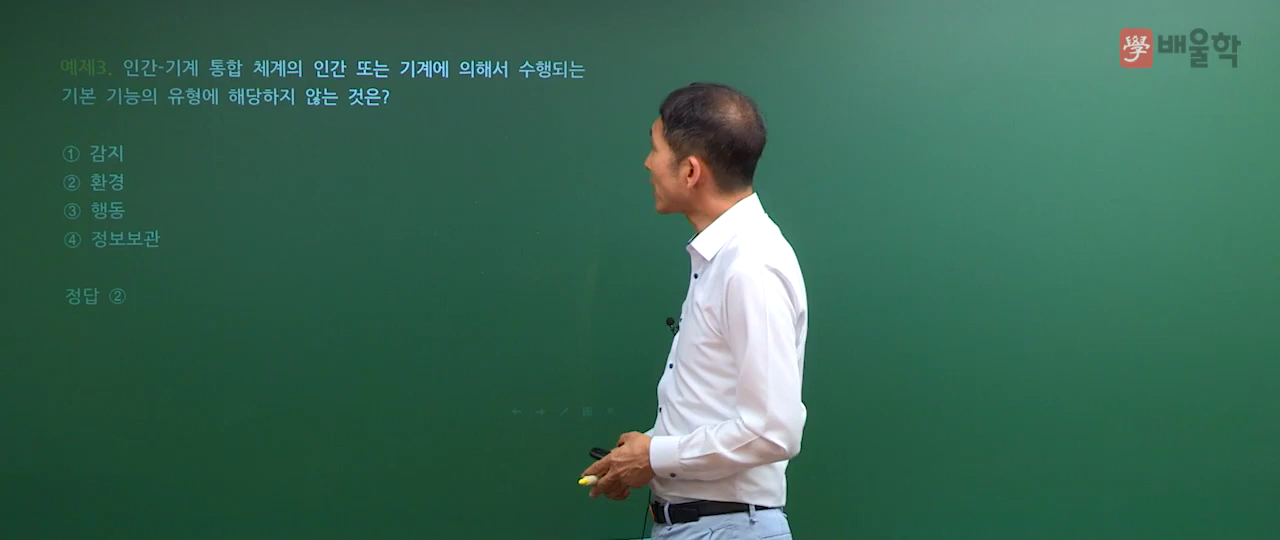 예제3. 인간-기계 통합 체계의 인간 또는 기계에 의해서 수행되는
기본 기능의 유형에 해당하지 않는 것은?
① 감지
② 환경
③ 행동
④ 정보보관
정답 ②
學 배울학